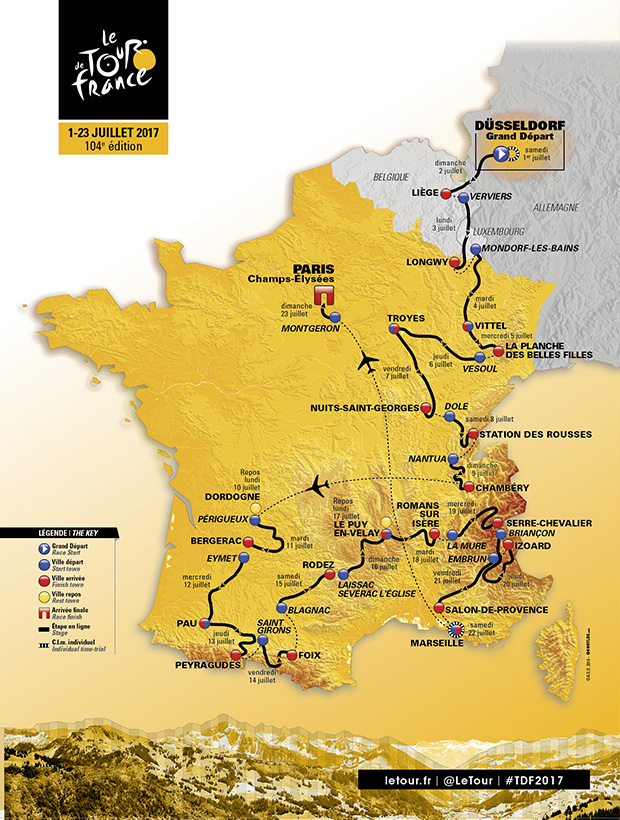 Le
TOUR
de
france
1-23 JUILLET 2017
104e édition
DÜSSELDORF
Grand Départ
samedi
1er juillet
dimanche
2 juillet
BELGIQUE
LIÈGE
VERVIERS
ALLEMAGNE
lundi
3 juillet
LUXEMBOURG
MONDORF-LES-BAINS
LONGWY
PARIS
Champs-Elysées
dimanche
23 juillet
MONTGERON
mardi
4 juillet
TROYES
VITTEL
mercredi 5 juillet
LA PLANCHE
DES BELLES FILLES
jeudi
6 juillet
VESOUL
vendredi
7 juillet
NUITS-SAINT-GEORGES
DOLE
samedi 8 juillet
STATION DES ROUSSES
NANTUA
dimanche
9 juillet
CHAMBÉRY
Repos
lundi
10 juillet
DORDOGNE
PÉRIGUEUX
BERGERAC
mardi
11 juillet
EYMET
Repos
lundi
17 juillet
LE PUY
EN-VELAY
ROMANS
SUR
ISÈRE
mercredi
19 juillet
SERRE-CHEVALIER
BRIANÇON
LA MURE
IZOARD
EMBRUN
mardi
18 juillet
dimanche
16 juillet
RODEZ
LAISSAC
SÉVÉRAC L'ÉGLISE
samedi
15 juillet
BLAGNAC
mercredi
12 juillet
PAU
jeudi
13 juillet
SAINT
GIRONS
PEYRAGUDES
FOIX
vendredi
14 juillet
vendredi
21 juillet
jeudi
20 juillet
SALON-DE-PROVENCE
MARSEILLE
samedi
22 juillet
LÉGENDE | THE KEY
Grand Départ
Race Start
Ville départ
Start town
Ville arrivée
Finish town
Ville repos
Rest town
Arrivée finale
Race finish
Étape en ligne
Stage
C.l.m. individuel
Individual time-trial
letour.fr | @LeTour | #TDF2017